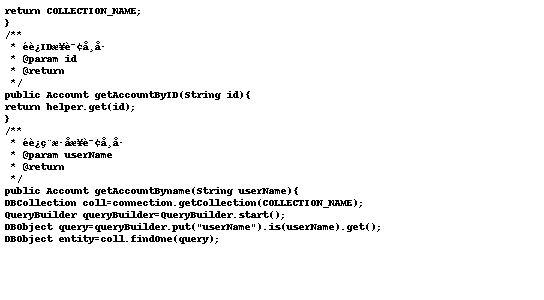 return COLLECTION_NAME;
}
/**
* éè¿IDæ¥è¯¢å¸å·
* @param id
* @return
*/
public Account getAccountByID(String id){
return helper.get(id);
}
/**
* éè¿ç¨æ·åæ¥è¯¢å¸å·
* @param userName
* @return
*/
public Account getAccountByname(String userName){
DBCollection coll=connection.getCollection(COLLECTION_NAME);
QueryBuilder queryBuilder=QueryBuilder.start();
DBObject query=queryBuilder.put("userName").is(userName).get();
DBObject entity=coll.findOne(query);